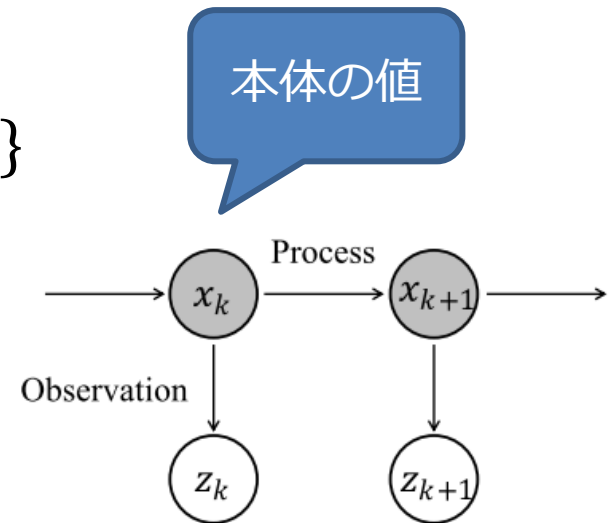 本体の値
}
Process
x_k
x_{k+1}
Observation
z_k
z_{k+1}